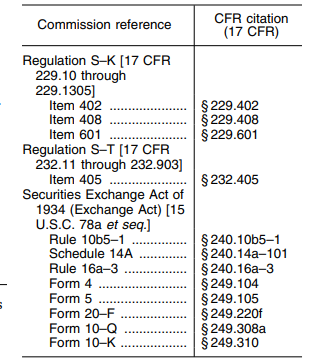 Commission reference CFR citation
(17 CFR)
Regulation S–K [17 CFR
229.10 through
229.1305]
Item 402 ..................... § 229.402
Item 408 ..................... § 229.408
Item 601 ..................... § 229.601
Regulation S–T [17 CFR
232.11 through 232.903]
Item 405 ..................... § 232.405
Securities Exchange Act of
1934 (Exchange Act) [15
U.S.C. 78a et seq.]
Rule 10b5–1 ............... § 240.10b5–1
Schedule 14A ............. § 240.14a–101
Rule 16a–3 ................. § 240.16a–3
Form 4 ........................ § 249.104
Form 5 ........................ § 249.105
Form 20–F .................. § 249.220f
Form 10–Q .................. § 249.308a
Form 10–K .................. § 249.310